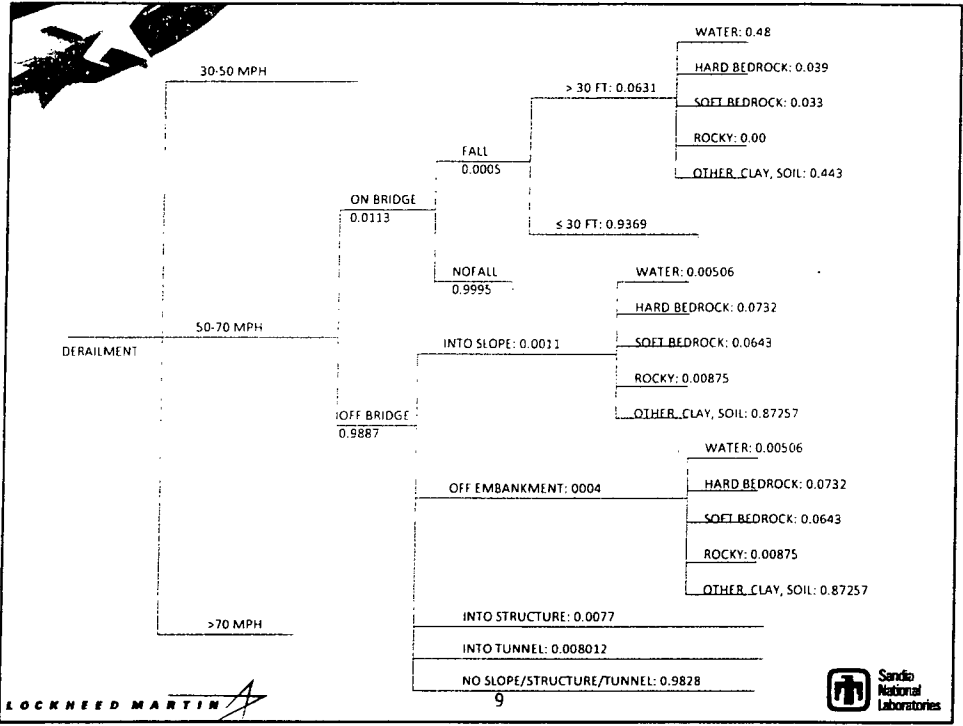 WATER: 0.48
30-50 MPH
HARD BEDROCK: 0.039
> 30 FT: 0.0631
SOFT BEDROCK: 0.033
ROCKY: 0.00
FALL
0.0005
OTHER, CLAY, SOIL: 0.443
ON BRIDGE
0.0113
≤ 30 FT: 0.9369
NOFALL
0.9995
WATER: 0.00506
HARD BEDROCK: 0.0732
50-70 MPH
DERAILMENT
INTO SLOPE: 0.0011
SOFT BEDROCK: 0.0643
ROCKY: 0.00875
OFF BRIDGE
0.9887
OTHER, CLAY, SOIL: 0.87257
WATER: 0.00506
OFF EMBANKMENT: 0004
HARD BEDROCK: 0.0732
SOFT BEDROCK: 0.0643
ROCKY: 0.00875
OTHER, CLAY, SOIL: 0.87257
INTO STRUCTURE: 0.0077
>70 MPH
INTO TUNNEL: 0.008012
NO SLOPE/STRUCTURE/TUNNEL: 0.9828
9
LOCKHEED MARTIN
Sandia
National
Laboratories